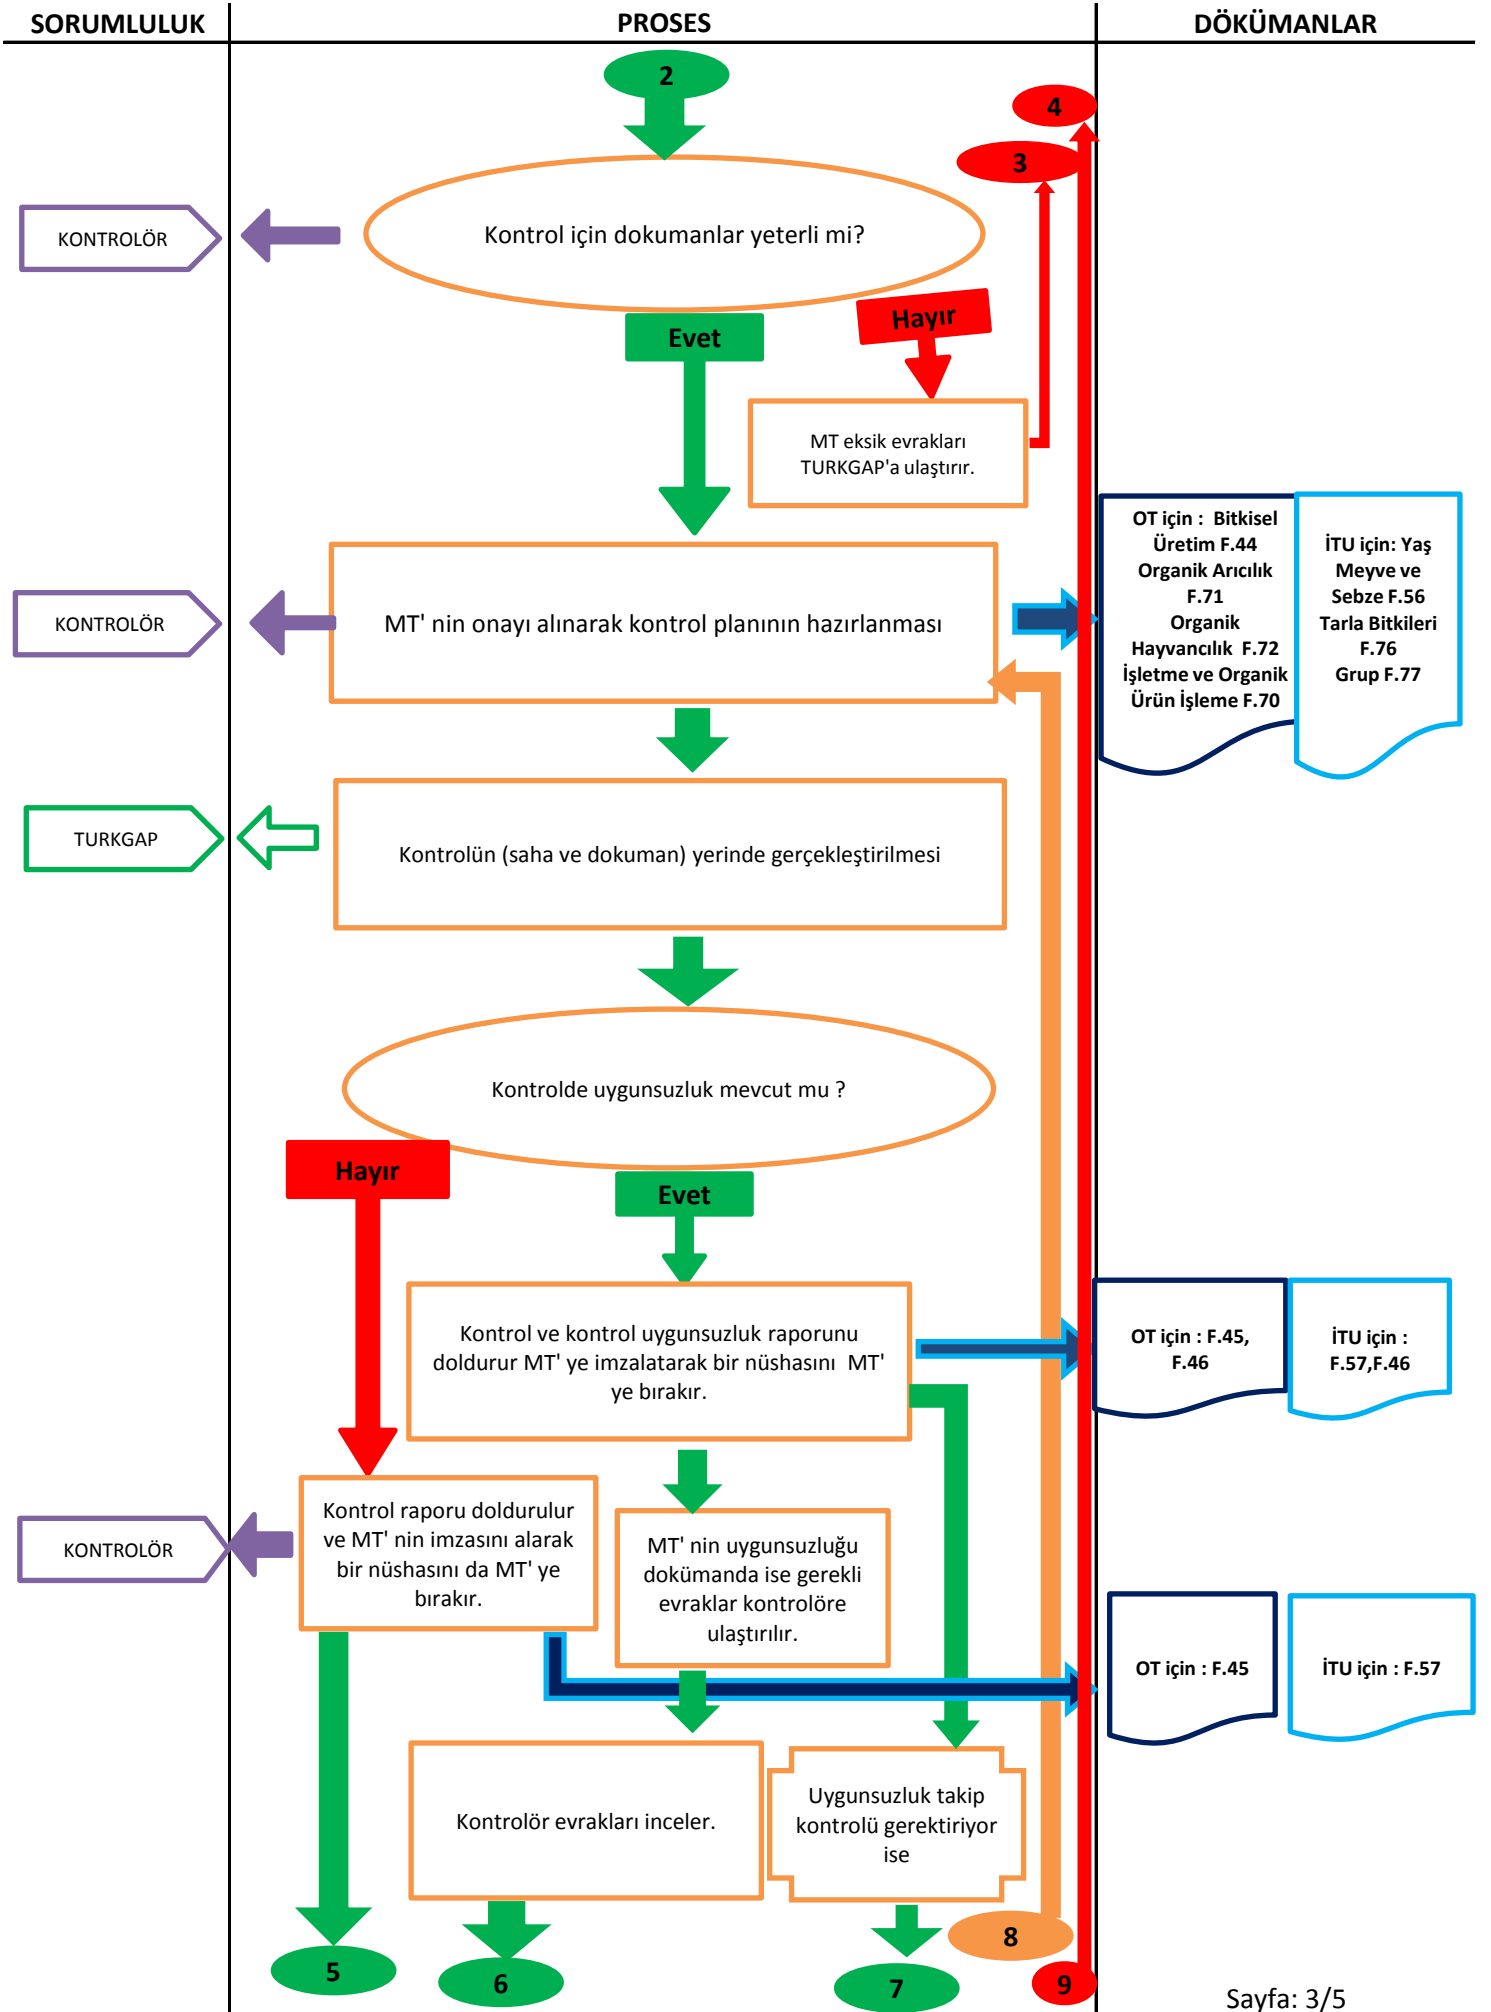 SORUMLULUK
PROSES
DÖKÜMANLAR
2
4
3
Kontrol için dokumanlar yeterli mi?
KONTROLÖR
Hayır
Evet
MT eksik evrakları
TURKGAP'a ulaştırır.
OT için : Bitkisel
Üretim F.44
Organik Arıcılık
F.71
Organik
Hayvancılık F.72
İşletme ve Organik
Ürün İşleme F.70
İTU için: Yaş
Meyve ve
Sebze F.56
Tarla Bitkileri
F.76
Grup F.77
KONTROLÖR
MT' nin onayı alınarak kontrol planının hazırlanması
TURKGAP
Kontrolün (saha ve dokuman) yerinde gerçekleştirilmesi
Kontrolde uygunsuzluk mevcut mu ?
Hayır
Evet
Kontrol ve kontrol uygunsuzluk raporunu
doldurur MT' ye imzalatarak bir nüshasını MT'
ye bırakır.
OT için : F.45,
F.46
İTU için :
F.57,F.46
KONTROLÖR
Kontrol raporu doldurulur
ve MT' nin imzasını alarak
bir nüshasını da MT' ye
bırakır.
MT' nin uygunsuzluğu
dokümanda ise gerekli
evraklar kontrolöre
ulaştırılır.
OT için : F.45
İTU için : F.57
Kontrolör evrakları inceler.
Uygunsuzluk takip
kontrolü gerektiriyor
ise
8
5
6
7
9
Sayfa: 3/5